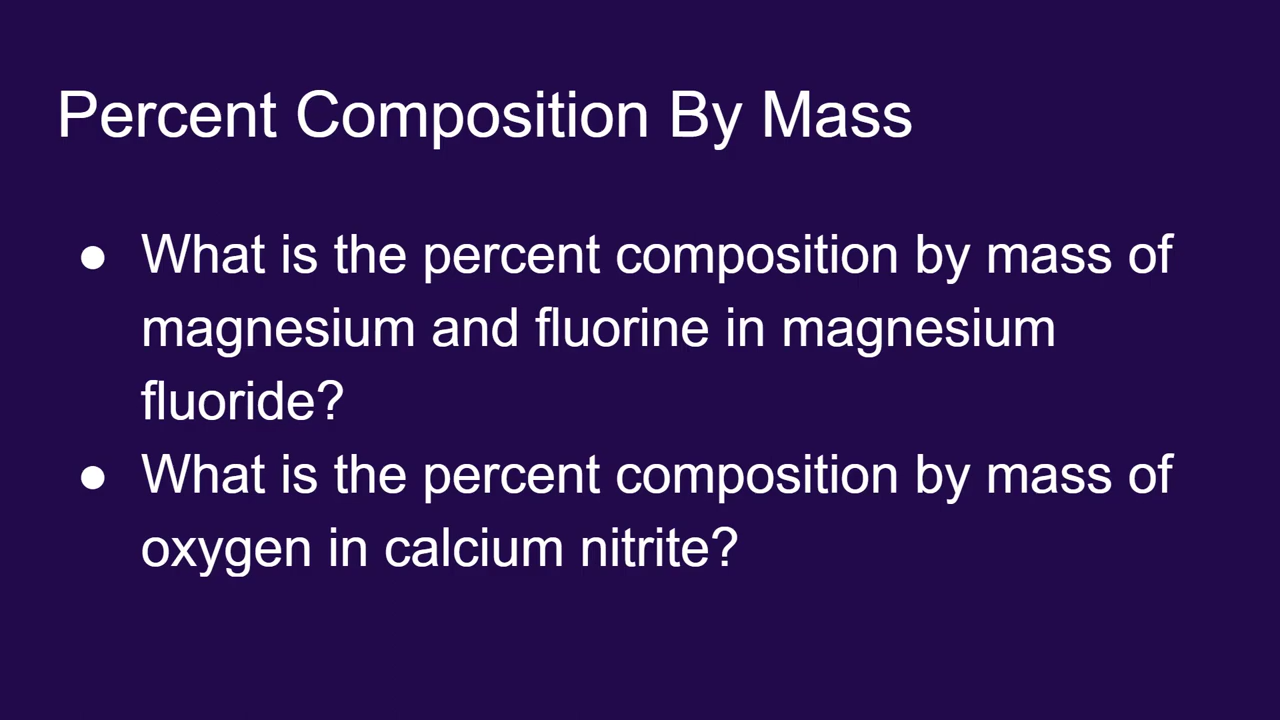 Percent Composition By Mass
● What is the percent composition by mass of
magnesium and fluorine in magnesium
fluoride?
● What is the percent composition by mass of
oxygen in calcium nitrite?